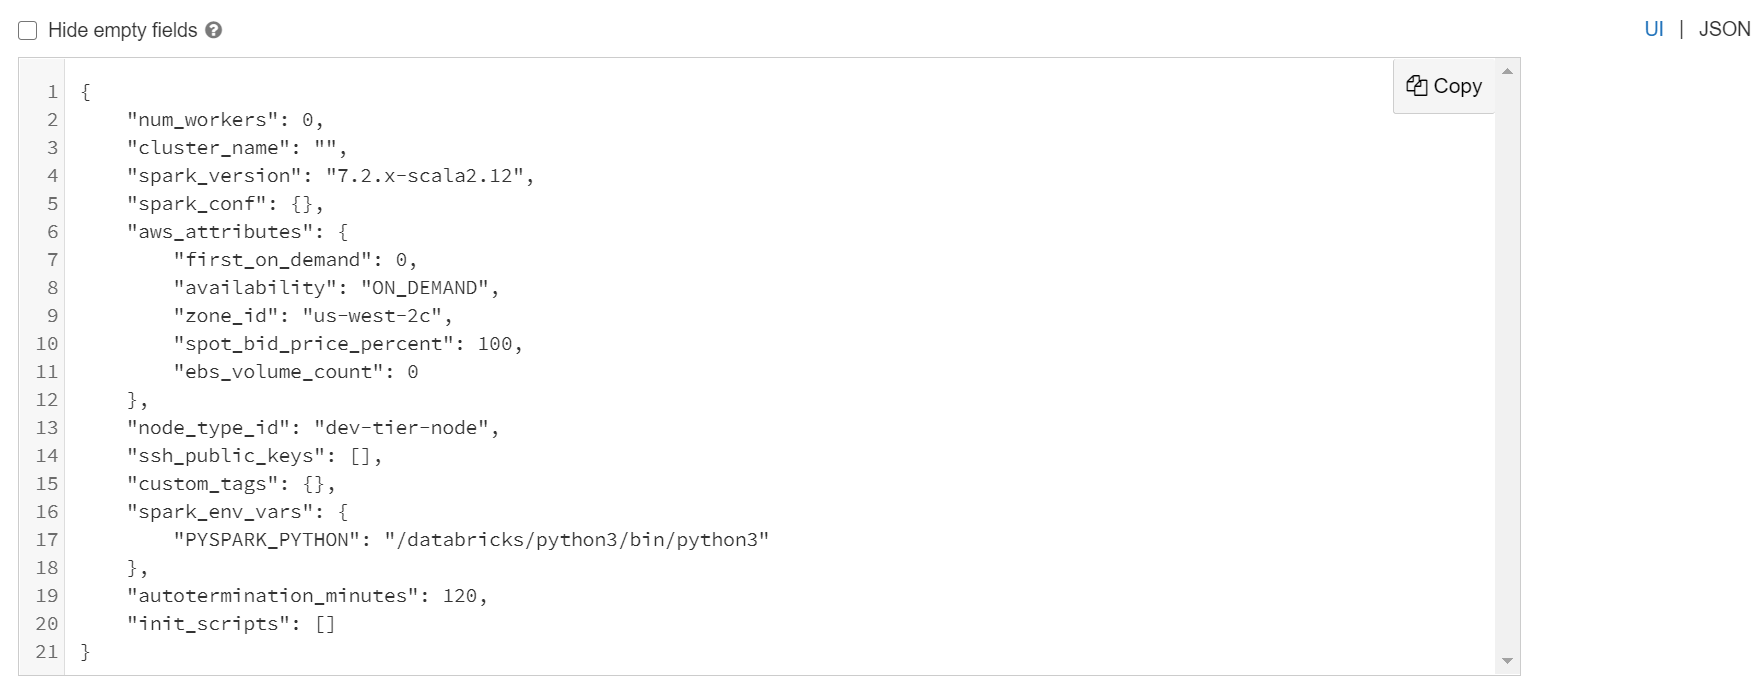 Hide empty fields ?
UI | JSON
Copy
1 {
2     "num_workers": 0,
3     "cluster_name": "",
4     "spark_version": "7.2.x-scala2.12",
5     "spark_conf": {},
6     "aws_attributes": {
7         "first_on_demand": 0,
8         "availability": "ON_DEMAND",
9         "zone_id": "us-west-2c",
10         "spot_bid_price_percent": 100,
11         "ebs_volume_count": 0
12     },
13     "node_type_id": "dev-tier-node",
14     "ssh_public_keys": [],
15     "custom_tags": {},
16     "spark_env_vars": {
17         "PYSPARK_PYTHON": "/databricks/python3/bin/python3"
18     },
19     "autotermination_minutes": 120,
20     "init_scripts": []
21 }